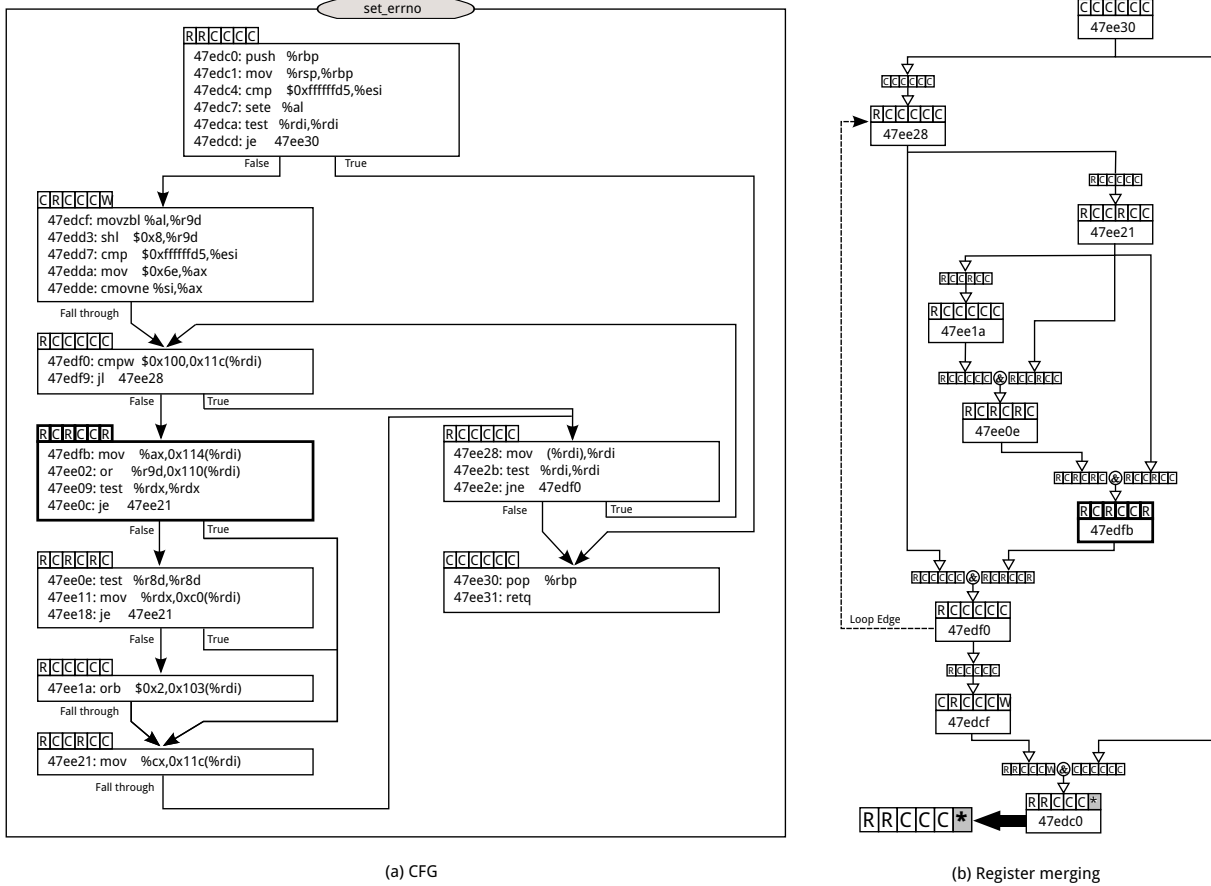 set_errno
RRCCCC
47edc0: push %rbp
47edc1: mov %rsp,%rbp
47edc4: cmp $0xffffffd5,%esi
47edc7: sete %al
47edca: test %rdi,%rdi
47edcd: je 47ee30
False True
CRCCCW
47edcf: movzbl %al,%r9d
47edd3: shl $0x8,%r9d
47edd7: cmp $0xffffffd5,%esi
47edda: mov $0x6e,%ax
47edde: cmovne %si,%ax
Fall through
RCCCCC
47edf0: cmpw $0x100,0x11c(%rdi)
47edf9: jl 47ee28
False True
RCRCCR
47edfb: mov %ax,0x114(%rdi)
47ee02: or %r9d,0x110(%rdi)
47ee09: test %rdx,%rdx
47ee0c: je 47ee21
False True
RCRCRC
47ee0e: test %r8d,%r8d
47ee11: mov %rdx,0xc0(%rdi)
47ee18: je 47ee21
False True
RCCCCC
47ee1a: orb $0x2,0x103(%rdi)
Fall through
RCCRCC
47ee21: mov %cx,0x11c(%rdi)
Fall through
RCCCCC
47ee28: mov (%rdi),%rdi
47ee2b: test %rdi,%rdi
47ee2e: jne 47edf0
False True
CCCCCC
47ee30: pop %rbp
47ee31: retq
(a) CFG
CCCCCC
47ee30
CCCCCC
RCCCCC
47ee28
RCCCCC
RCCRCC
47ee21
RCCRCC
RCCCCC
47ee1a
RCCCCC & RCCRCC
RCRCRC
47ee0e
RCRCRC & RCCRCC
RCRCCR
47edfb
RCCCCC & RCRCCR
RCCCCC
47edf0
Loop Edge
RCCCCC
CRCCCW
47edcf
RRCCCW & CCCCCC
RRCCC*
47edc0
RRCCC*
(b) Register merging